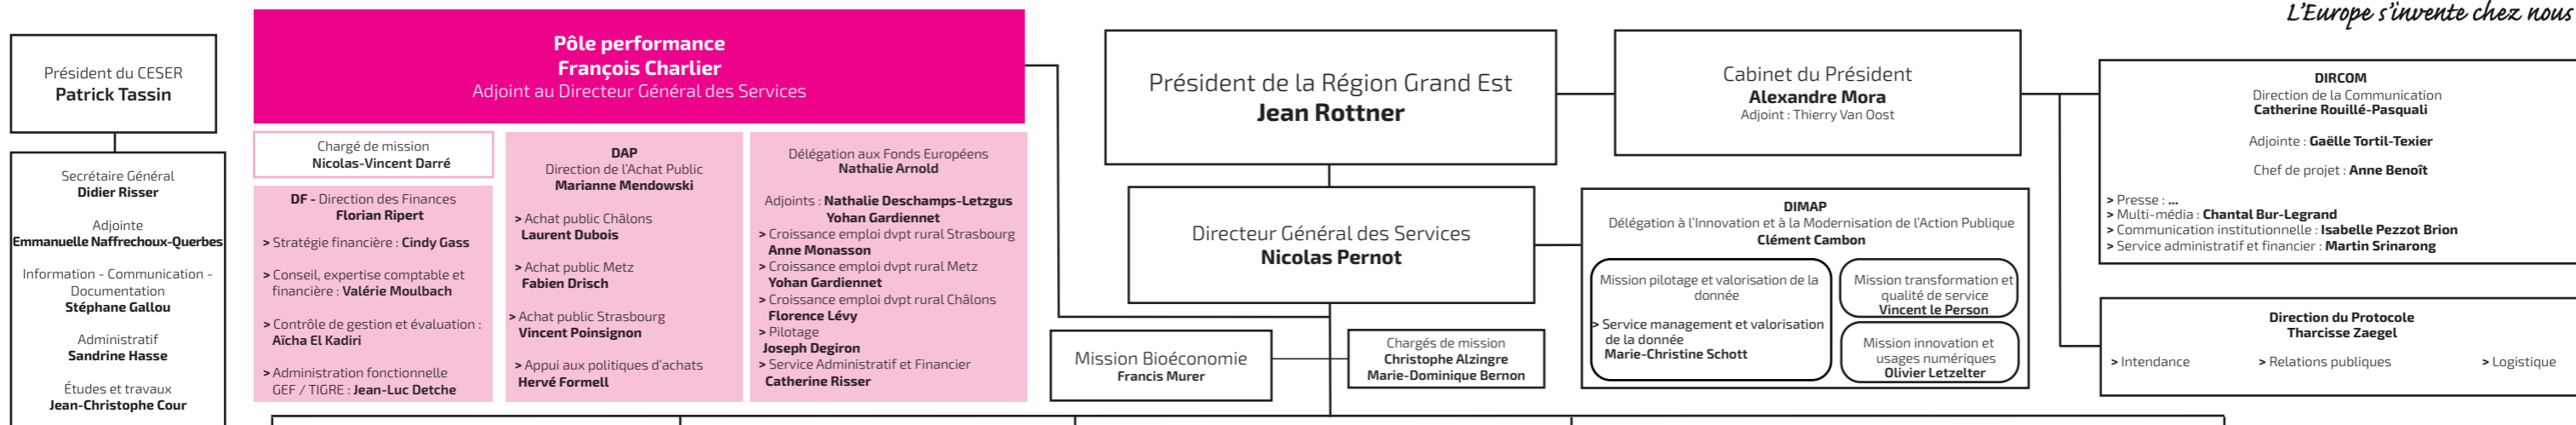 L'Europe s'invente chez nous
Président du CESER
Patrick Tassin
Secrétaire Général
Didier Risser
Adjointe
Emmanuelle Naffrechoux-Querbes
Information - Communication -
Documentation
Stéphane Gallou
Administratif
Sandrine Hasse
Études et travaux
Jean-Christophe Cour
Pôle performance
François Charlier
Adjoint au Directeur Général des Services
Chargé de mission
Nicolas-Vincent Darré
DF - Direction des Finances
Florian Ripert
> Stratégie financière : Cindy Gass
> Conseil, expertise comptable et
financière : Valérie Moulbach
> Contrôle de gestion et évaluation :
Aïcha El Kadiri
> Administration fonctionnelle
GEF / TIGRE : Jean-Luc Detche
DAP
Direction de l'Achat Public
Marianne Mendowski
> Achat public Châlons
Laurent Dubois
> Achat public Metz
Fabien Drisch
> Achat public Strasbourg
Vincent Poinsignon
> Appui aux politiques d'achats
Hervé Formell
Délégation aux Fonds Européens
Nathalie Arnold
Adjoints : Nathalie Deschamps-Letzgus
Yohan Gardiennet
> Croissance emploi dvpt rural Strasbourg
Anne Monasson
> Croissance emploi dvpt rural Metz
Yohan Gardiennet
> Croissance emploi dvpt rural Châlons
Florence Lévy
> Pilotage
Joseph Degiron
> Service Administratif et Financier
Catherine Risser
Président de la Région Grand Est
Jean Rottner
Directeur Général des Services
Nicolas Pernot
Mission Bioéconomie
Francis Murer
Chargés de mission
Christophe Alzingre
Marie-Dominique Bernon
Cabinet du Président
Alexandre Mora
Adjoint : Thierry Van Oost
DIMAP
Délégation à l'Innovation et à la Modernisation de l'Action Publique
Clément Cambon
Mission pilotage et valorisation de la
donnée
> Service management et valorisation
de la donnée
Marie-Christine Schott
Mission transformation et
qualité de service
Vincent le Person
Mission innovation et
usages numériques
Olivier Letzelter
DIRCOM
Direction de la Communication
Catherine Rouillé-Pasquali
Adjointe : Gaëlle Tortil-Texier
Chef de projet : Anne Benoît
> Presse : ...
> Multi-média : Chantal Bur-Legrand
> Communication institutionnelle : Isabelle Pezzot Brion
> Service administratif et financier : Martin Srinarong
Direction du Protocole
Tharcisse Zaegel
> Intendance > Relations publiques > Logistique